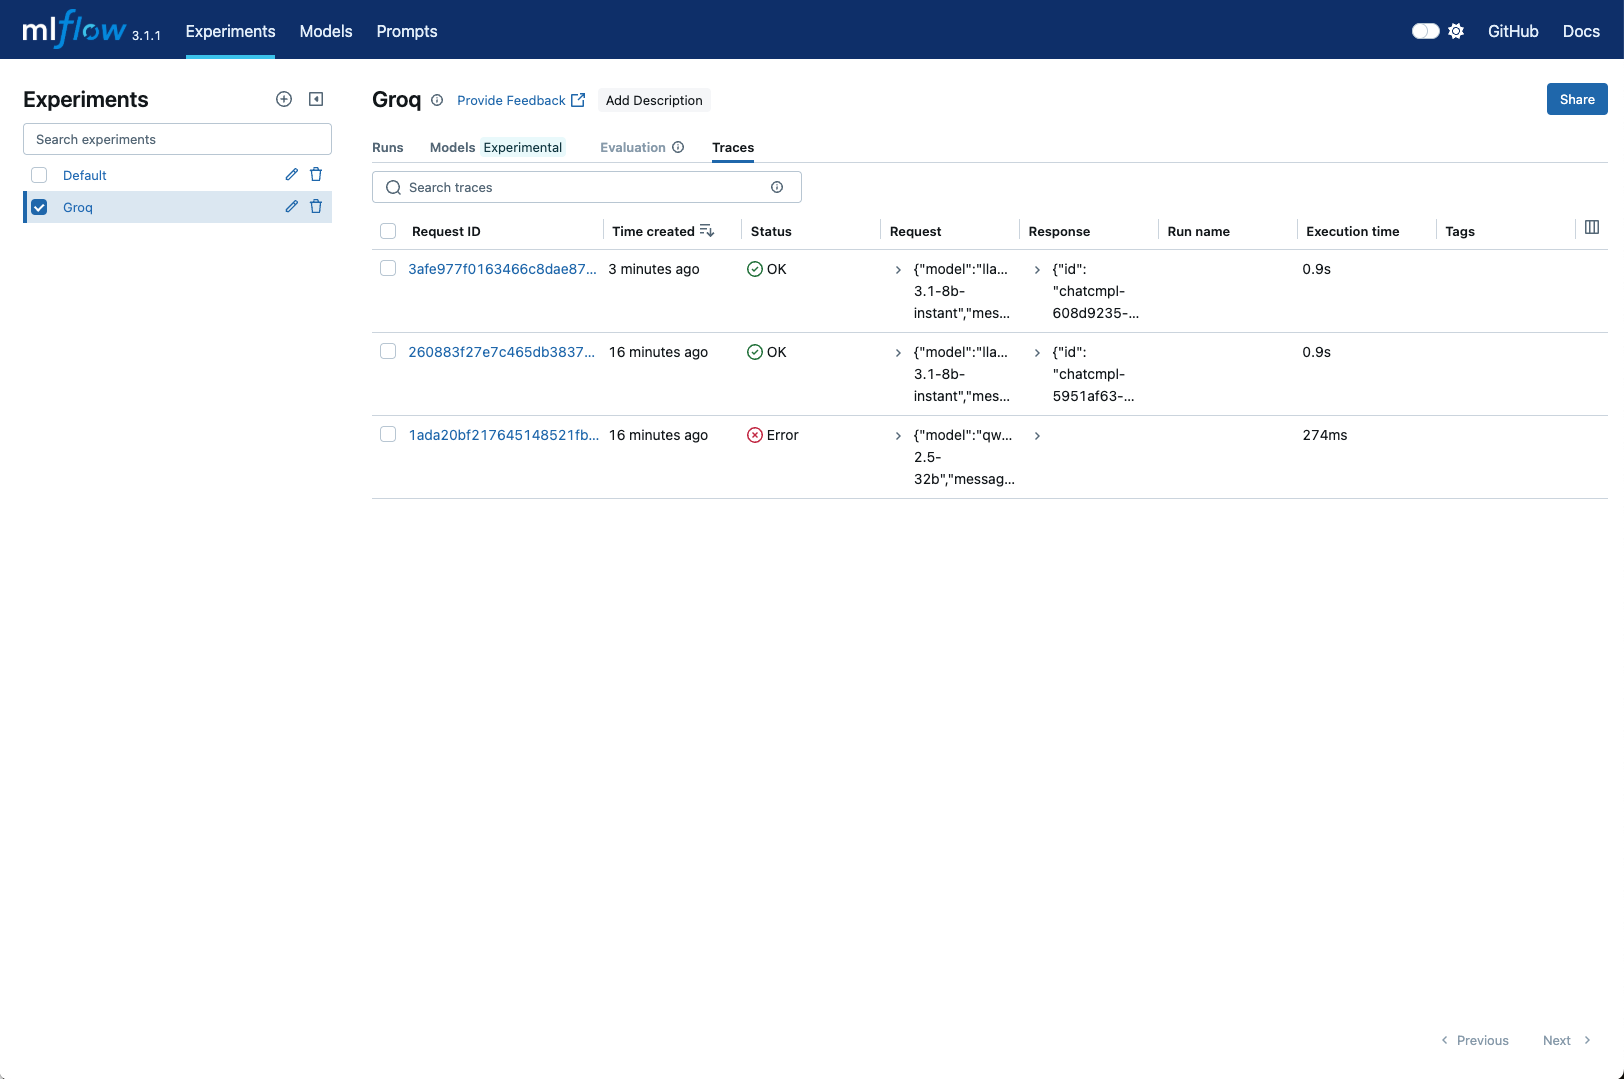 mlflow 3.1.1 Experiments Models Prompts GitHub Docs
Experiments
Search experiments
Default
Groq
Groq Provide Feedback Add Description Share
Runs Models Experimental Evaluation Traces
Search traces
Request ID Time created Status Request Response Run name Execution time Tags
3afe977f0163466c8dae87... 3 minutes ago OK {"model":"lla... {"id": 0.9s
3.1-8b- "chatcmpl-
instant","mes... 608d9235-...
260883f27e7c465db3837... 16 minutes ago OK {"model":"lla... {"id": 0.9s
3.1-8b- "chatcmpl-
instant","mes... 5951af63-...
1ada20bf217645148521fb... 16 minutes ago Error {"model":"qw... 274ms
2.5-
32b","messag...
Previous Next